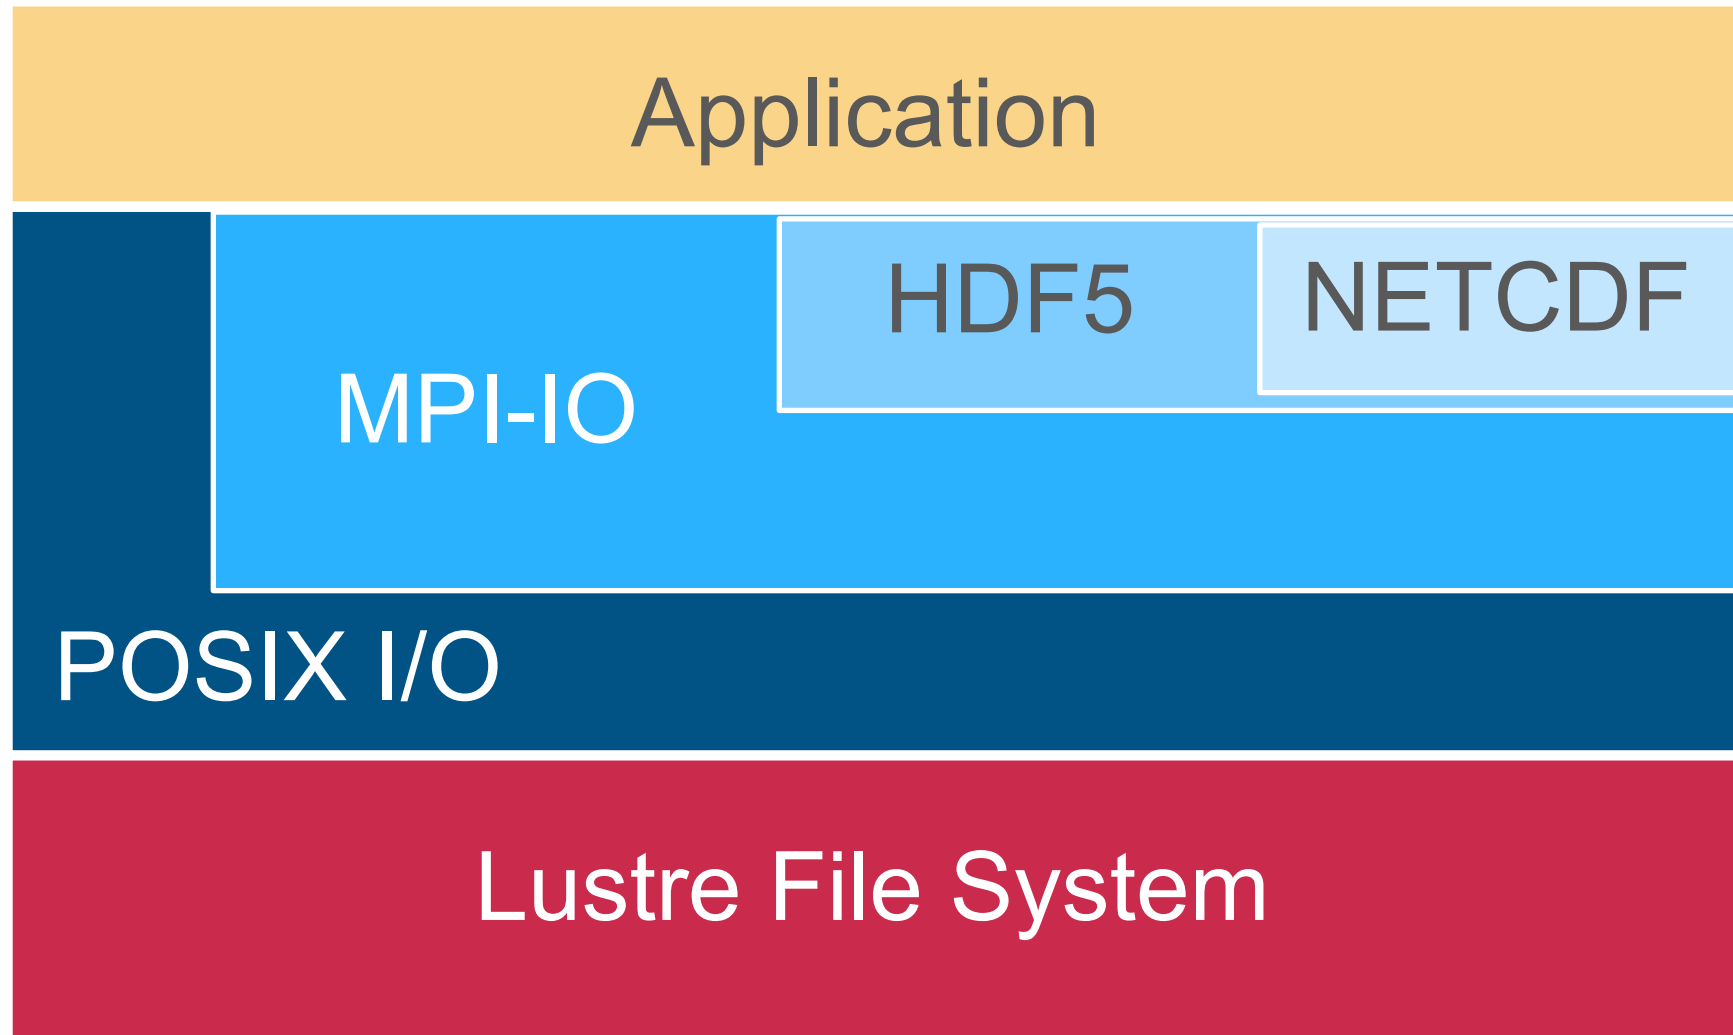 Application
HDF5
NETCDF
MPI-IO
POSIX I/O
Lustre File System